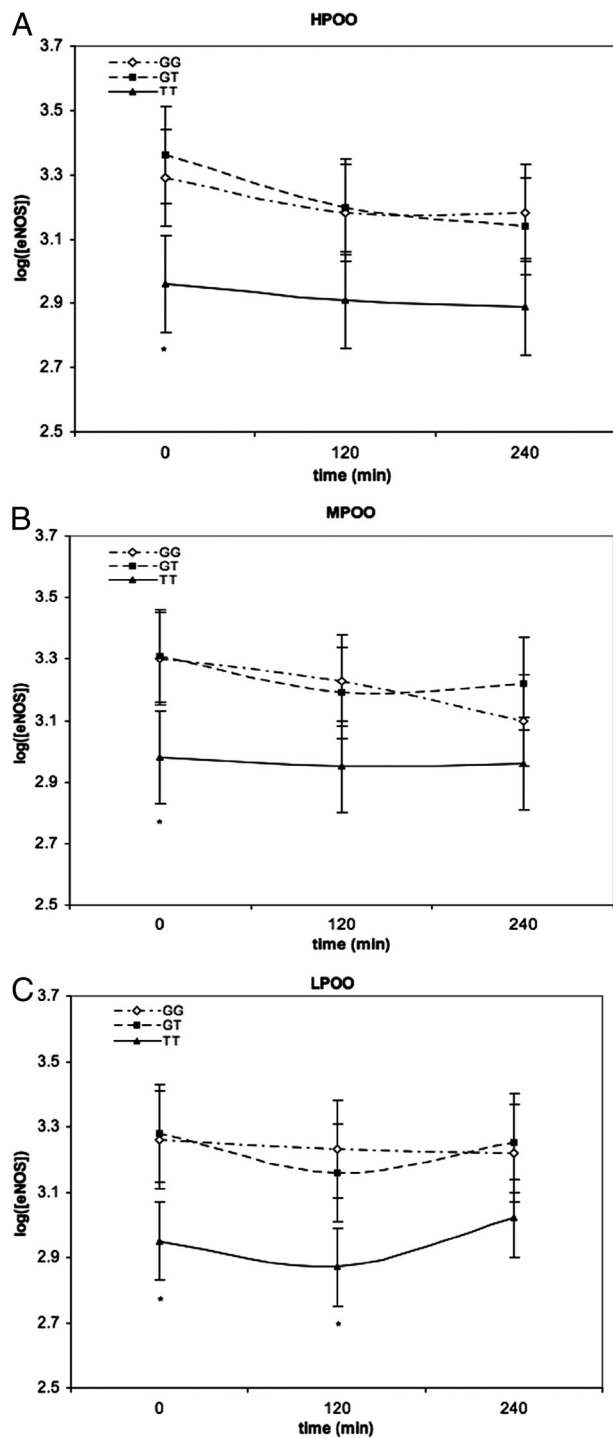 A
HPOO
3.7
GG
GT
TT
3.5
3.3
log([eNOS])
3.1
2.9
2.7
*
2.5
0 120 240
time (min)
B
MPOO
3.7
GG
GT
TT
3.5
3.3
log([eNOS])
3.1
2.9
2.7
*
2.5
0 120 240
time (min)
C
LPOO
3.7
GG
GT
TT
3.5
3.3
log([eNOS])
3.1
2.9
2.7
* *
2.5
0 120 240
time (min)